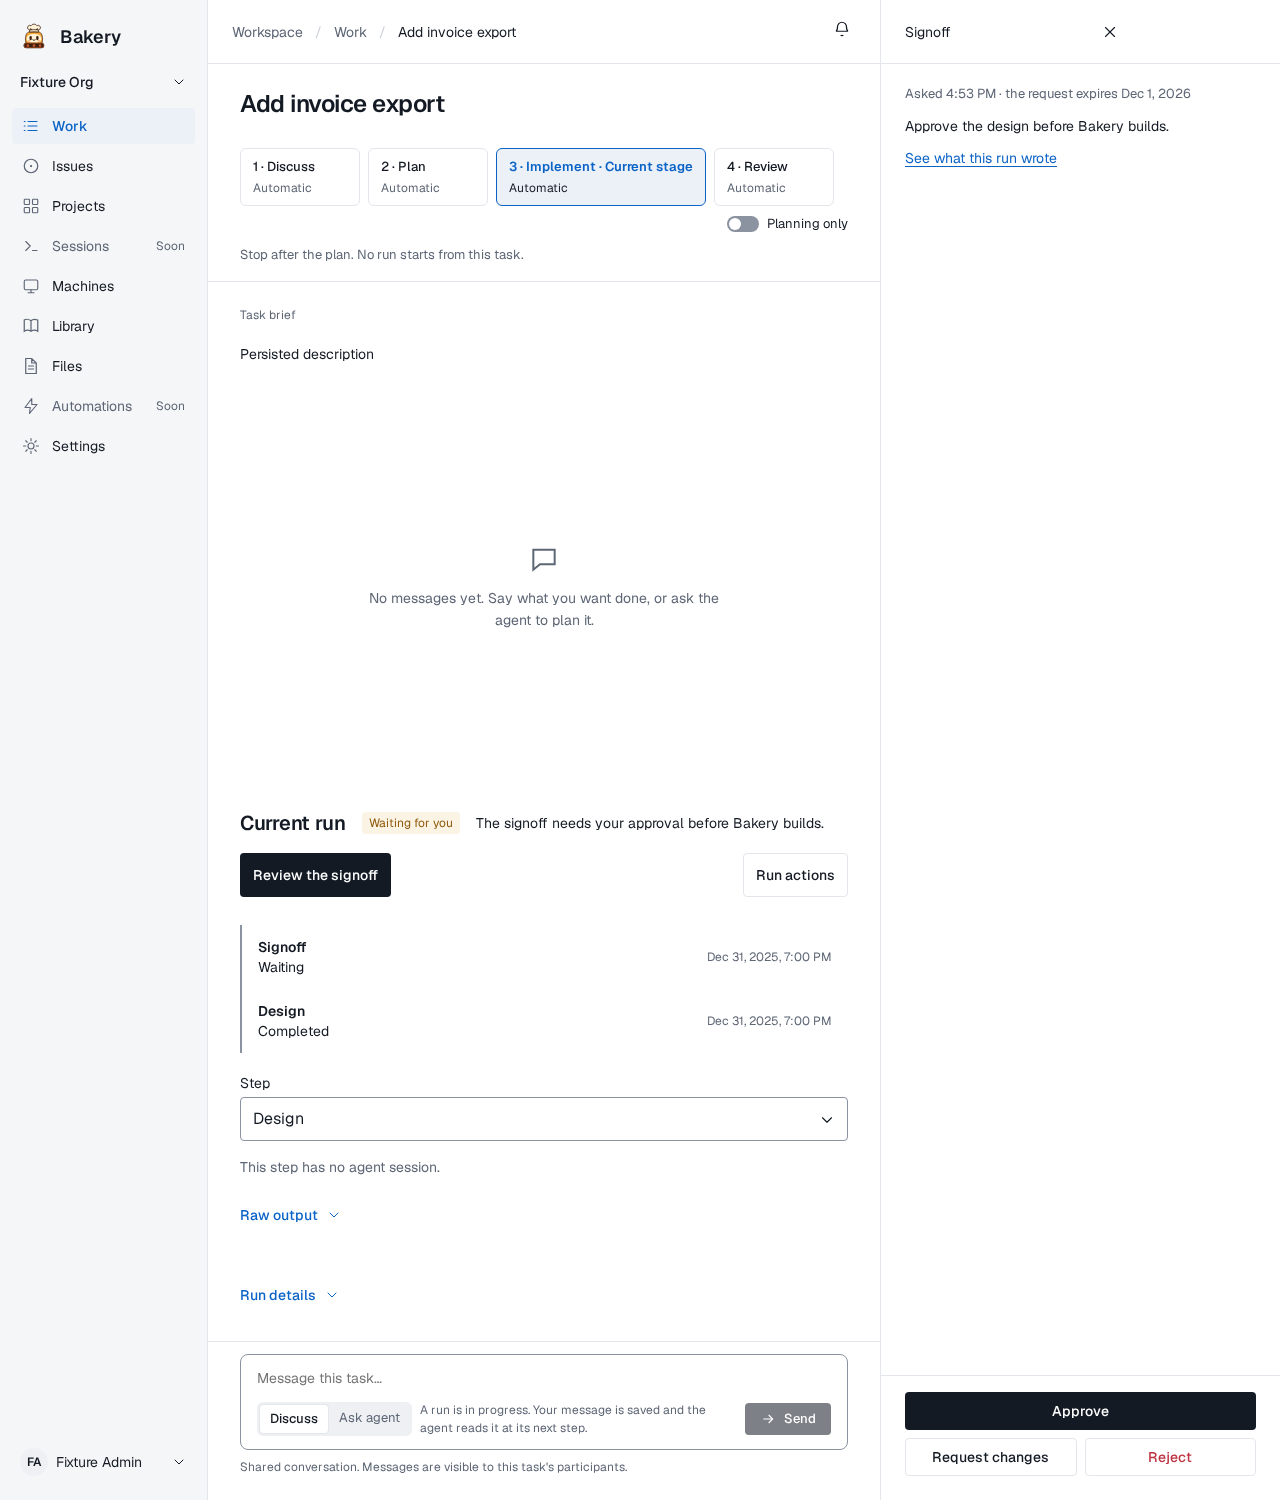 Bakery
Fixture Org
Work
Issues
Projects
Sessions Soon
Machines
Library
Files
Automations Soon
Settings
FA Fixture Admin
Workspace / Work / Add invoice export
Add invoice export
1 · Discuss
Automatic
2 · Plan
Automatic
3 · Implement · Current stage
Automatic
4 · Review
Automatic
Planning only
Stop after the plan. No run starts from this task.
Task brief
Persisted description
No messages yet. Say what you want done, or ask the
agent to plan it.
Current run Waiting for you The signoff needs your approval before Bakery builds.
Review the signoff Run actions
Signoff
Waiting
Dec 31, 2025, 7:00 PM
Design
Completed
Dec 31, 2025, 7:00 PM
Step
Design
This step has no agent session.
Raw output
Run details
Message this task...
Discuss Ask agent
A run is in progress. Your message is saved and the
agent reads it at its next step.
Send
Shared conversation. Messages are visible to this task's participants.
Signoff
Asked 4:53 PM · the request expires Dec 1, 2026
Approve the design before Bakery builds.
See what this run wrote
Approve
Request changes Reject